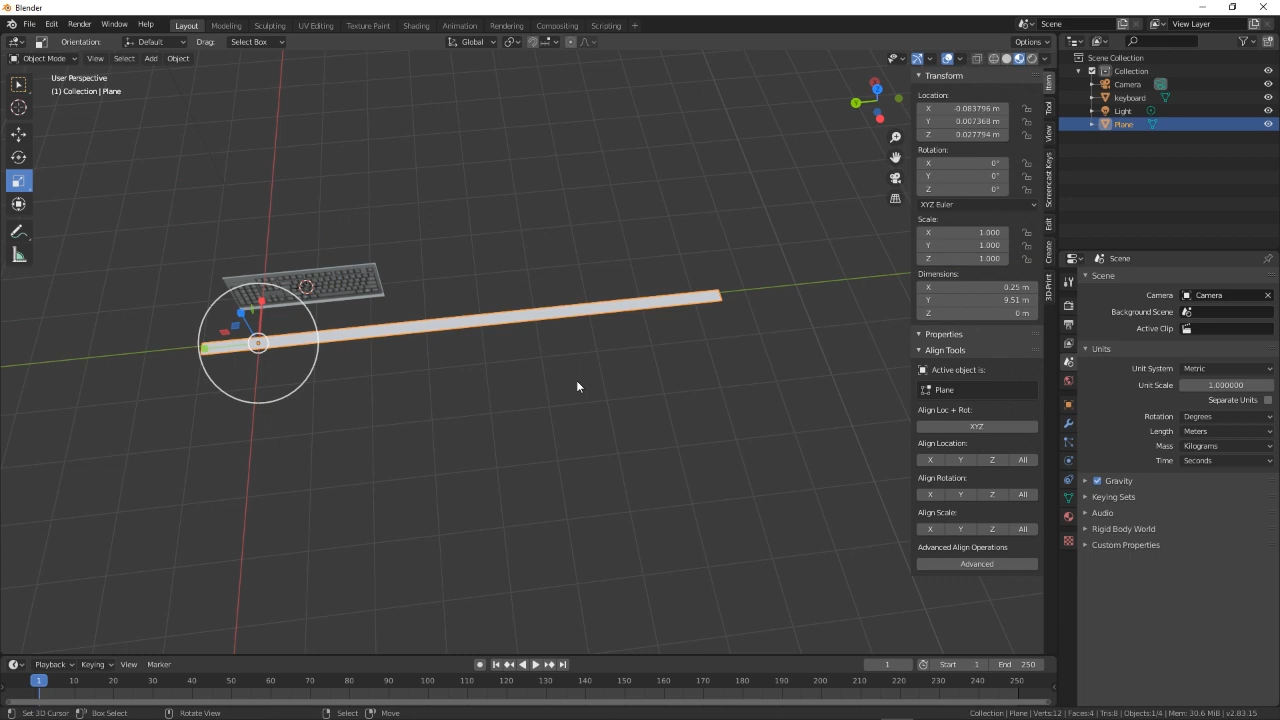 Blender
File Edit Render Window Help Layout Modeling Sculpting UV Editing Texture Paint Shading Animation Rendering Compositing Scripting + Scene View Layer
Orientation: Default Drag: Select Box Global Options
Object Mode View Select Add Object
User Perspective
(1) Collection | Plane
Transform
Location:
X -0.083796 m
Y 0.007368 m
Z 0.027794 m
Rotation:
X 0°
Y 0°
Z 0°
XYZ Euler
Scale:
X 1.000
Y 1.000
Z 1.000
Dimensions:
X 0.25 m
Y 9.51 m
Z 0 m
Properties
Align Tools
Active object is:
Plane
Align Loc + Rot:
XYZ
Align Location:
X Y Z All
Align Rotation:
X Y Z All
Align Scale:
X Y Z All
Advanced Align Operations
Advanced
Item
Tool
View
Screencast Keys
Edit
Create
3D-Print
Z
Y
Scene Collection
Collection
Camera
keyboard
Light
Plane
Scene
Scene
Camera Camera
Background Scene
Active Clip
Units
Unit System Metric
Unit Scale 1.000000
Separate Units
Rotation Degrees
Length Meters
Mass Kilograms
Time Seconds
Gravity
Keying Sets
Audio
Rigid Body World
Custom Properties
Playback Keying View Marker 1 Start 1 End 250
1 10 20 30 40 50 60 70 80 90 100 110 120 130 140 150 160 170 180 190 200 210 220 230 240 250
Set 3D Cursor Box Select Rotate View Select Move Collection | Plane | Verts:12 | Faces:4 | Tris:8 | Objects:1/4 | Mem: 30.6 MiB | v2.83.15